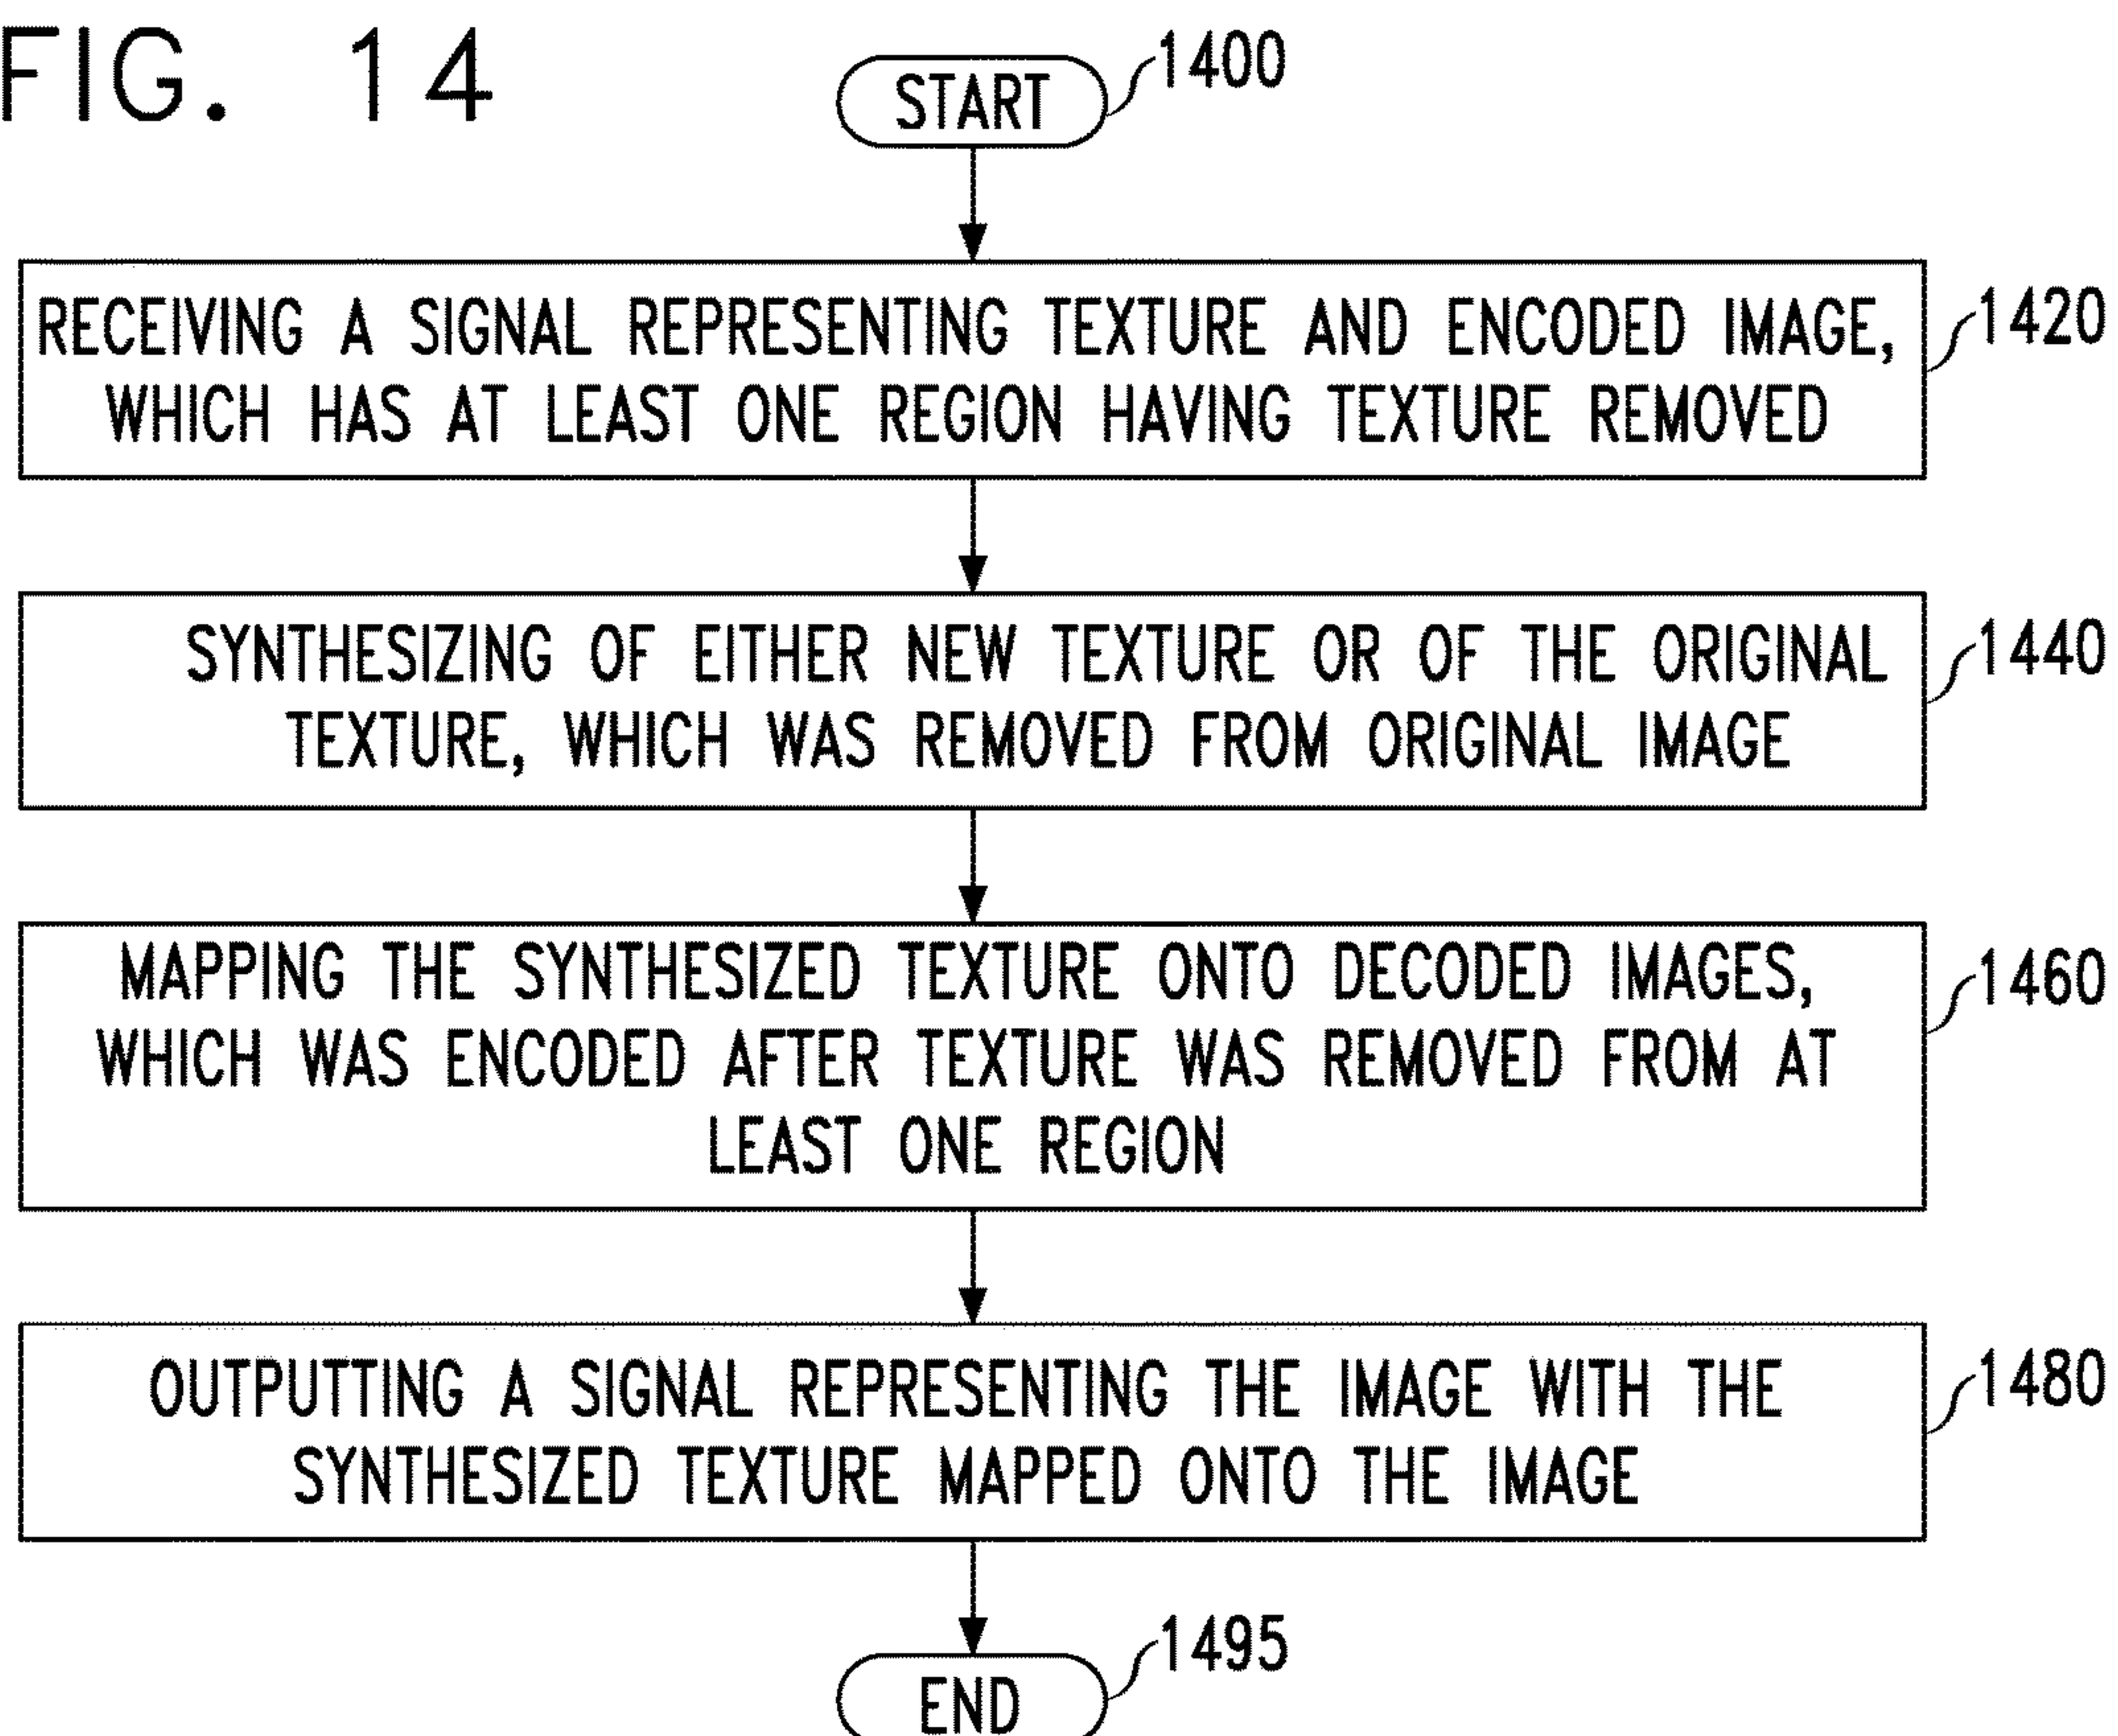 FIG. 14
START
1400
RECEIVING A SIGNAL REPRESENTING TEXTURE AND ENCODED IMAGE,
WHICH HAS AT LEAST ONE REGION HAVING TEXTURE REMOVED
1420
SYNTHESIZING OF EITHER NEW TEXTURE OR OF THE ORIGINAL
TEXTURE, WHICH WAS REMOVED FROM ORIGINAL IMAGE
1440
MAPPING THE SYNTHESIZED TEXTURE ONTO DECODED IMAGES,
WHICH WAS ENCODED AFTER TEXTURE WAS REMOVED FROM AT
LEAST ONE REGION
1460
OUTPUTTING A SIGNAL REPRESENTING THE IMAGE WITH THE
SYNTHESIZED TEXTURE MAPPED ONTO THE IMAGE
1480
END
1495